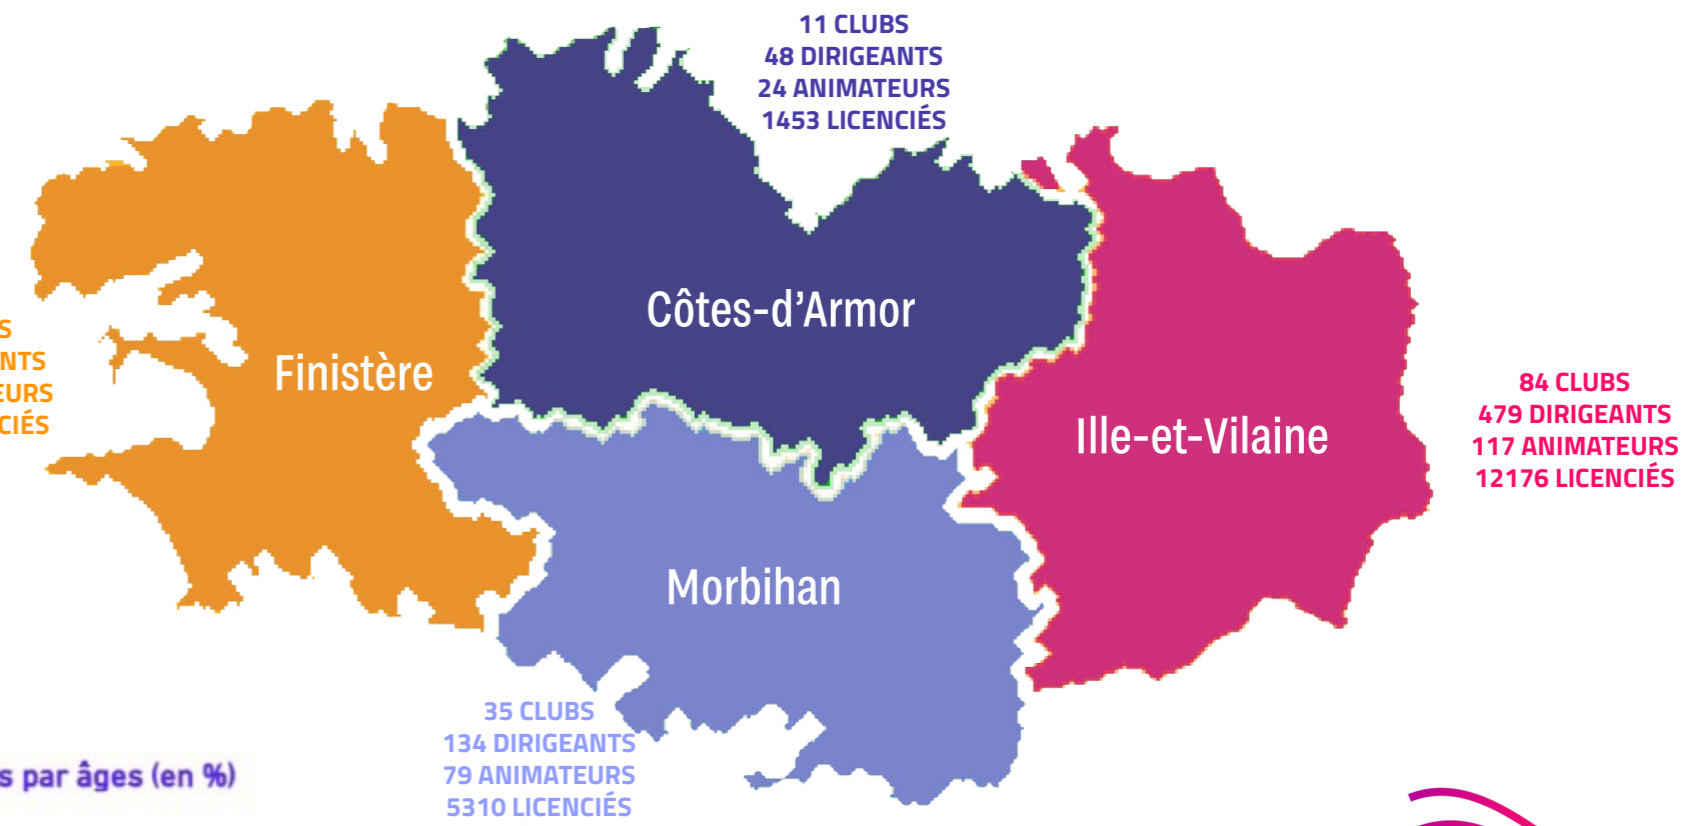 11 CLUBS
48 DIRIGEANTS
24 ANIMATEURS
1453 LICENCIÉS
Côtes-d’Armor
Finistère
Ille-et-Vilaine
84 CLUBS
479 DIRIGEANTS
117 ANIMATEURS
12176 LICENCIÉS
Morbihan
35 CLUBS
134 DIRIGEANTS
79 ANIMATEURS
5310 LICENCIÉS
par âges (en %)